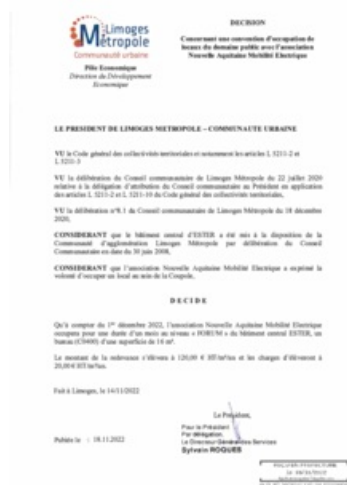 Limoges
Métropole
Communauté urbaine
Pôle Economique
Direction du Développement
Economique
DECISION
Concernant une convention d'occupation de
locaux du domaine public avec l'association
Nouvelle Aquitaine Mobilité Electrique
LE PRESIDENT DE LIMOGES METROPOLE – COMMUNAUTE URBAINE
VU le Code général des collectivités territoriales et notamment les articles L 5211-2 et
L 5211-3
VU la délibération du Conseil communautaire de Limoges Métropole du 22 juillet 2020
relative à la délégation d'attribution du Conseil communautaire au Président en application
des articles L 5211-2 et L 5211-10 du Code général des collectivités territoriales,
VU la délibération n°8.1 du Conseil communautaire de Limoges Métropole du 18 décembre
2020,
CONSIDERANT que le bâtiment central d'ESTER a été mis à la disposition de la
Communauté d'agglomération Limoges Métropole par délibération du Conseil
Communautaire en date du 30 juin 2008,
CONSIDERANT que l'association Nouvelle Aquitaine Mobilité Electrique a exprimé la
volonté d'occuper un local au sein de la Coupole,
DECIDE
Qu'à compter du 1er décembre 2022, l'association Nouvelle Aquitaine Mobilité Electrique
occupera pour une durée d'un mois au niveau « FORUM » du bâtiment central ESTER, un
bureau d'une superficie de 16 m².
Le montant de la redevance s'élèvera à 120,00 € HT/m²/an et les charges s'élèveront à
20,00 € HT/m²/an.
Fait à Limoges, le 14/11/2022
Le Président,
Pour le Président
Par délégation,
Le Directeur Général des Services
Sylvain ROQUES
Publiée le : 18.11.2022